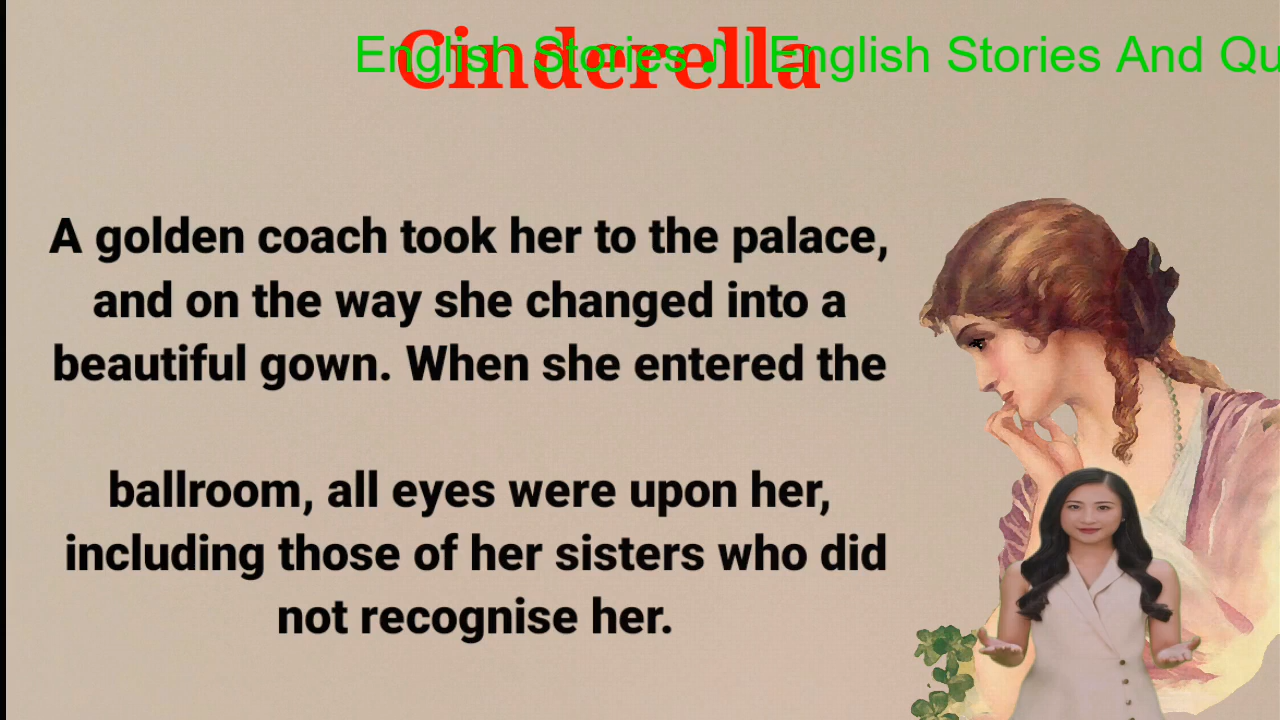 Cinderella
English Stories ♪ | English Stories And Qu
A golden coach took her to the palace,
and on the way she changed into a
beautiful gown. When she entered the
ballroom, all eyes were upon her,
including those of her sisters who did
not recognise her.